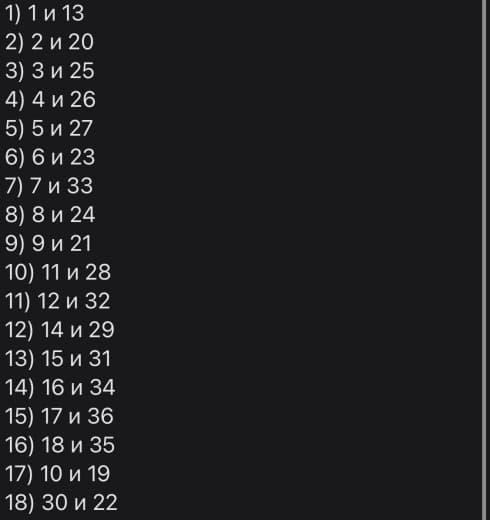 1) 1 и 13
2) 2 и 20
3) 3 и 25
4) 4 и 26
5) 5 и 27
6) 6 и 23
7) 7 и 33
8) 8 и 24
9) 9 и 21
10) 11 и 28
11) 12 и 32
12) 14 и 29
13) 15 и 31
14) 16 и 34
15) 17 и 36
16) 18 и 35
17) 10 и 19
18) 30 и 22